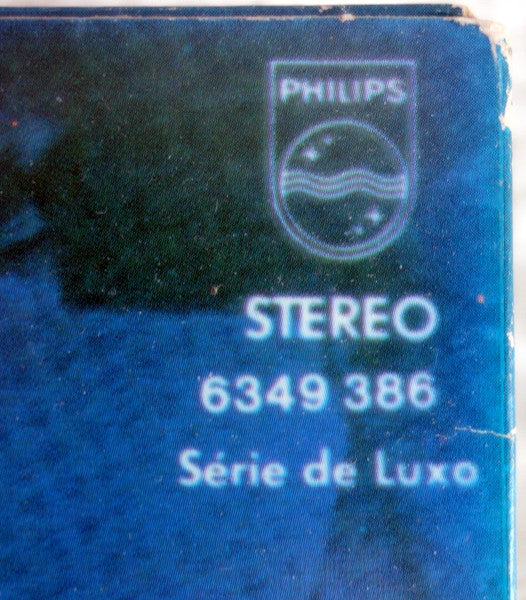 PHILIPS
STEREO
6349 386
Série de Luxo